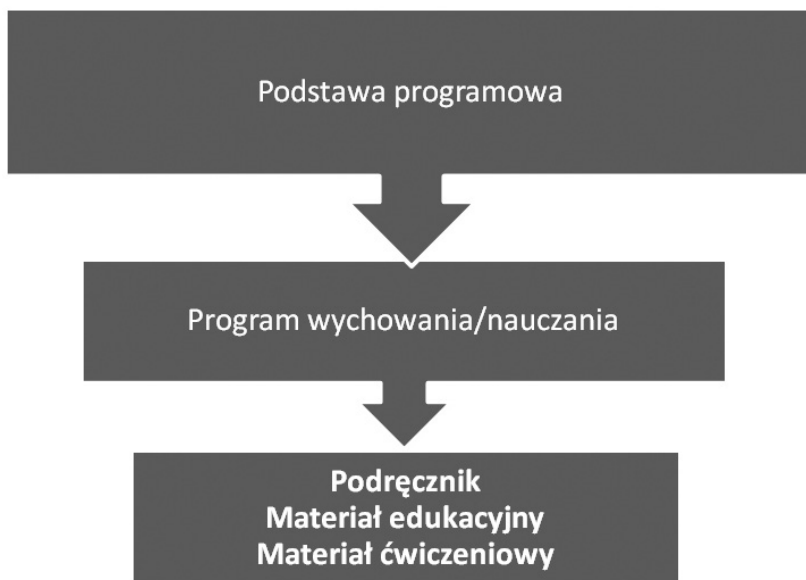 Podstawa programowa
Program wychowania/nauczania
Podręcznik
Materiał edukacyjny
Materiał ćwiczeniowy